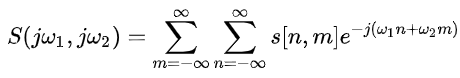 S(jω₁, jω₂) = ∑_{m=−∞}^{∞} ∑_{n=−∞}^{∞} s[n, m]e^{−j(ω₁n+ω₂m)}